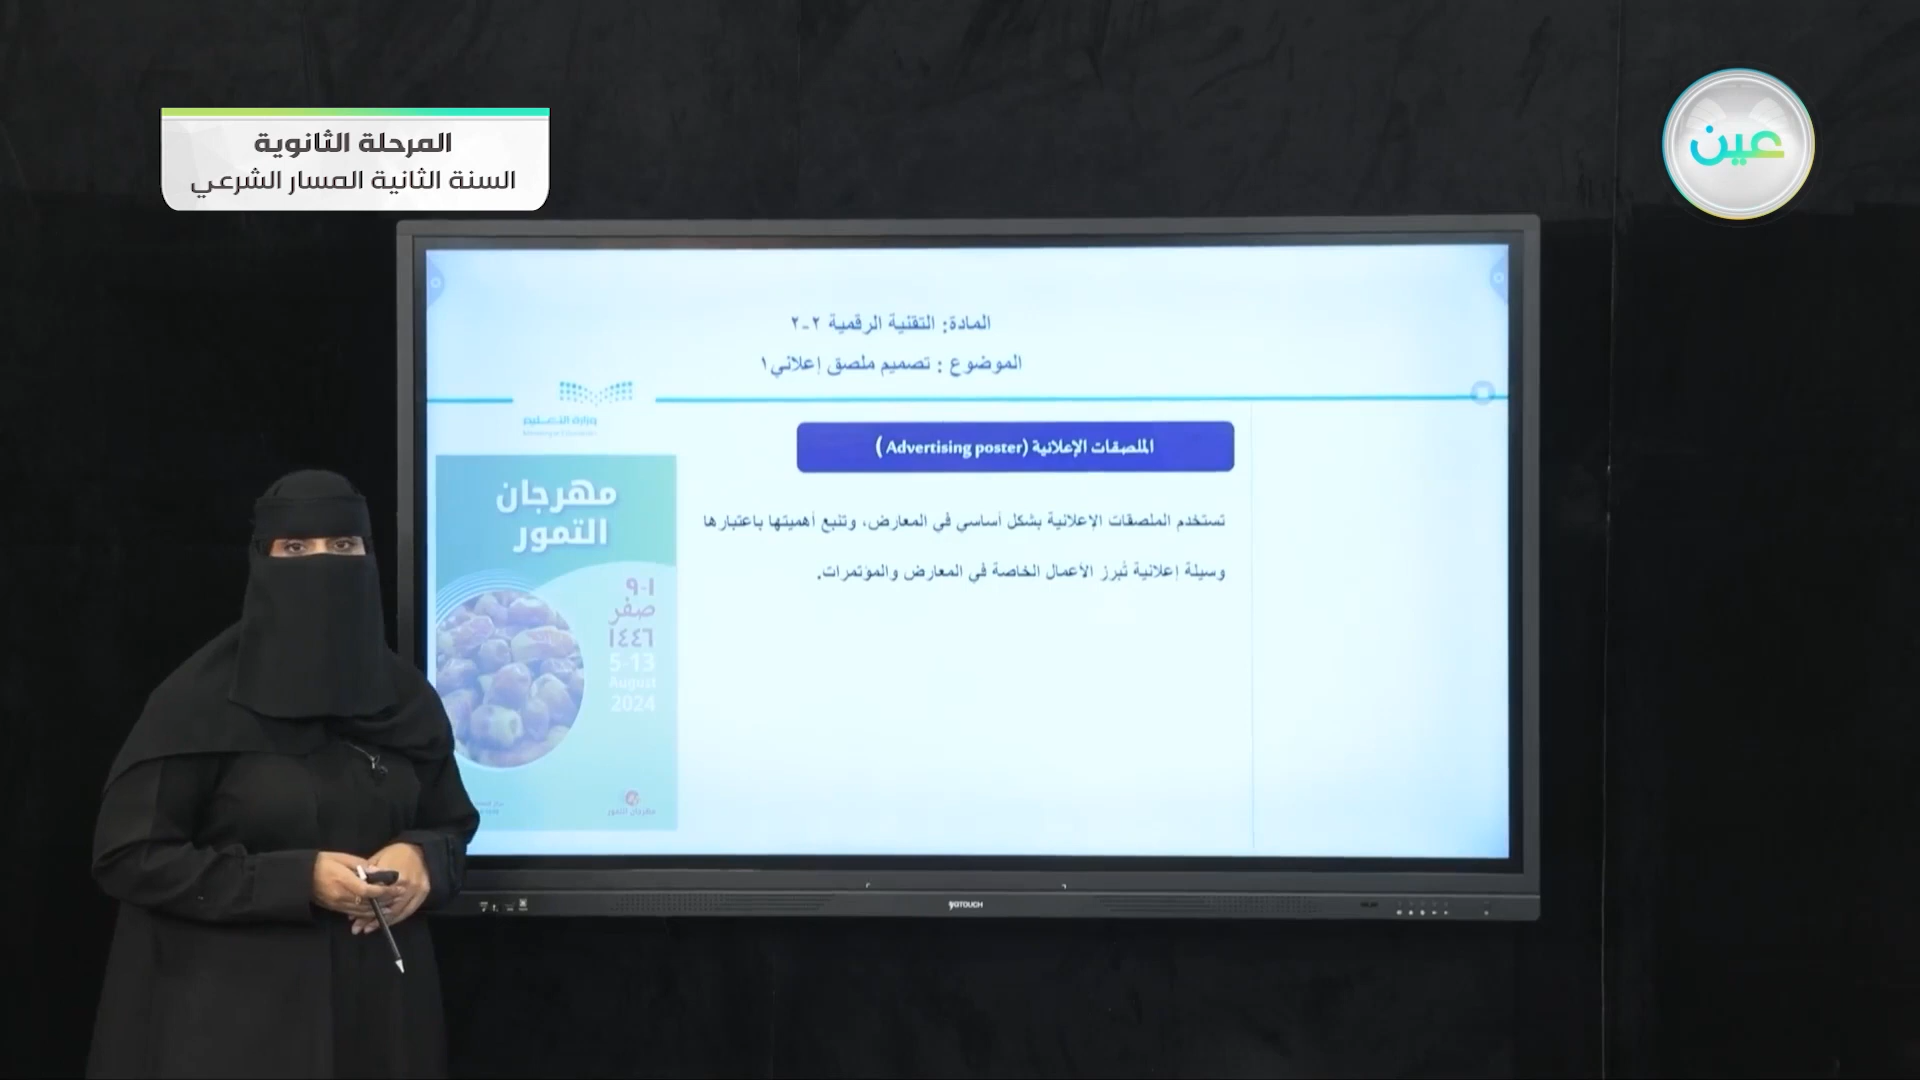 المرحلة الثانوية
السنة الثانية المسار الشرعي
عين
المادة: التقنية الرقمية ٢-٢
الموضوع : تصميم ملصق إعلاني١
وزارة التعليم
الملصقات الإعلانية (Advertising poster )
تستخدم الملصقات الإعلانية بشكل أساسي في المعارض، وتنبع أهميتها باعتبارها
وسيلة إعلانية تُبرز الأعمال الخاصة في المعارض والمؤتمرات.
مهرجان
التمور
١-٩
صفر
١٤٤٦
5-13
August
2024
مهرجان التمور